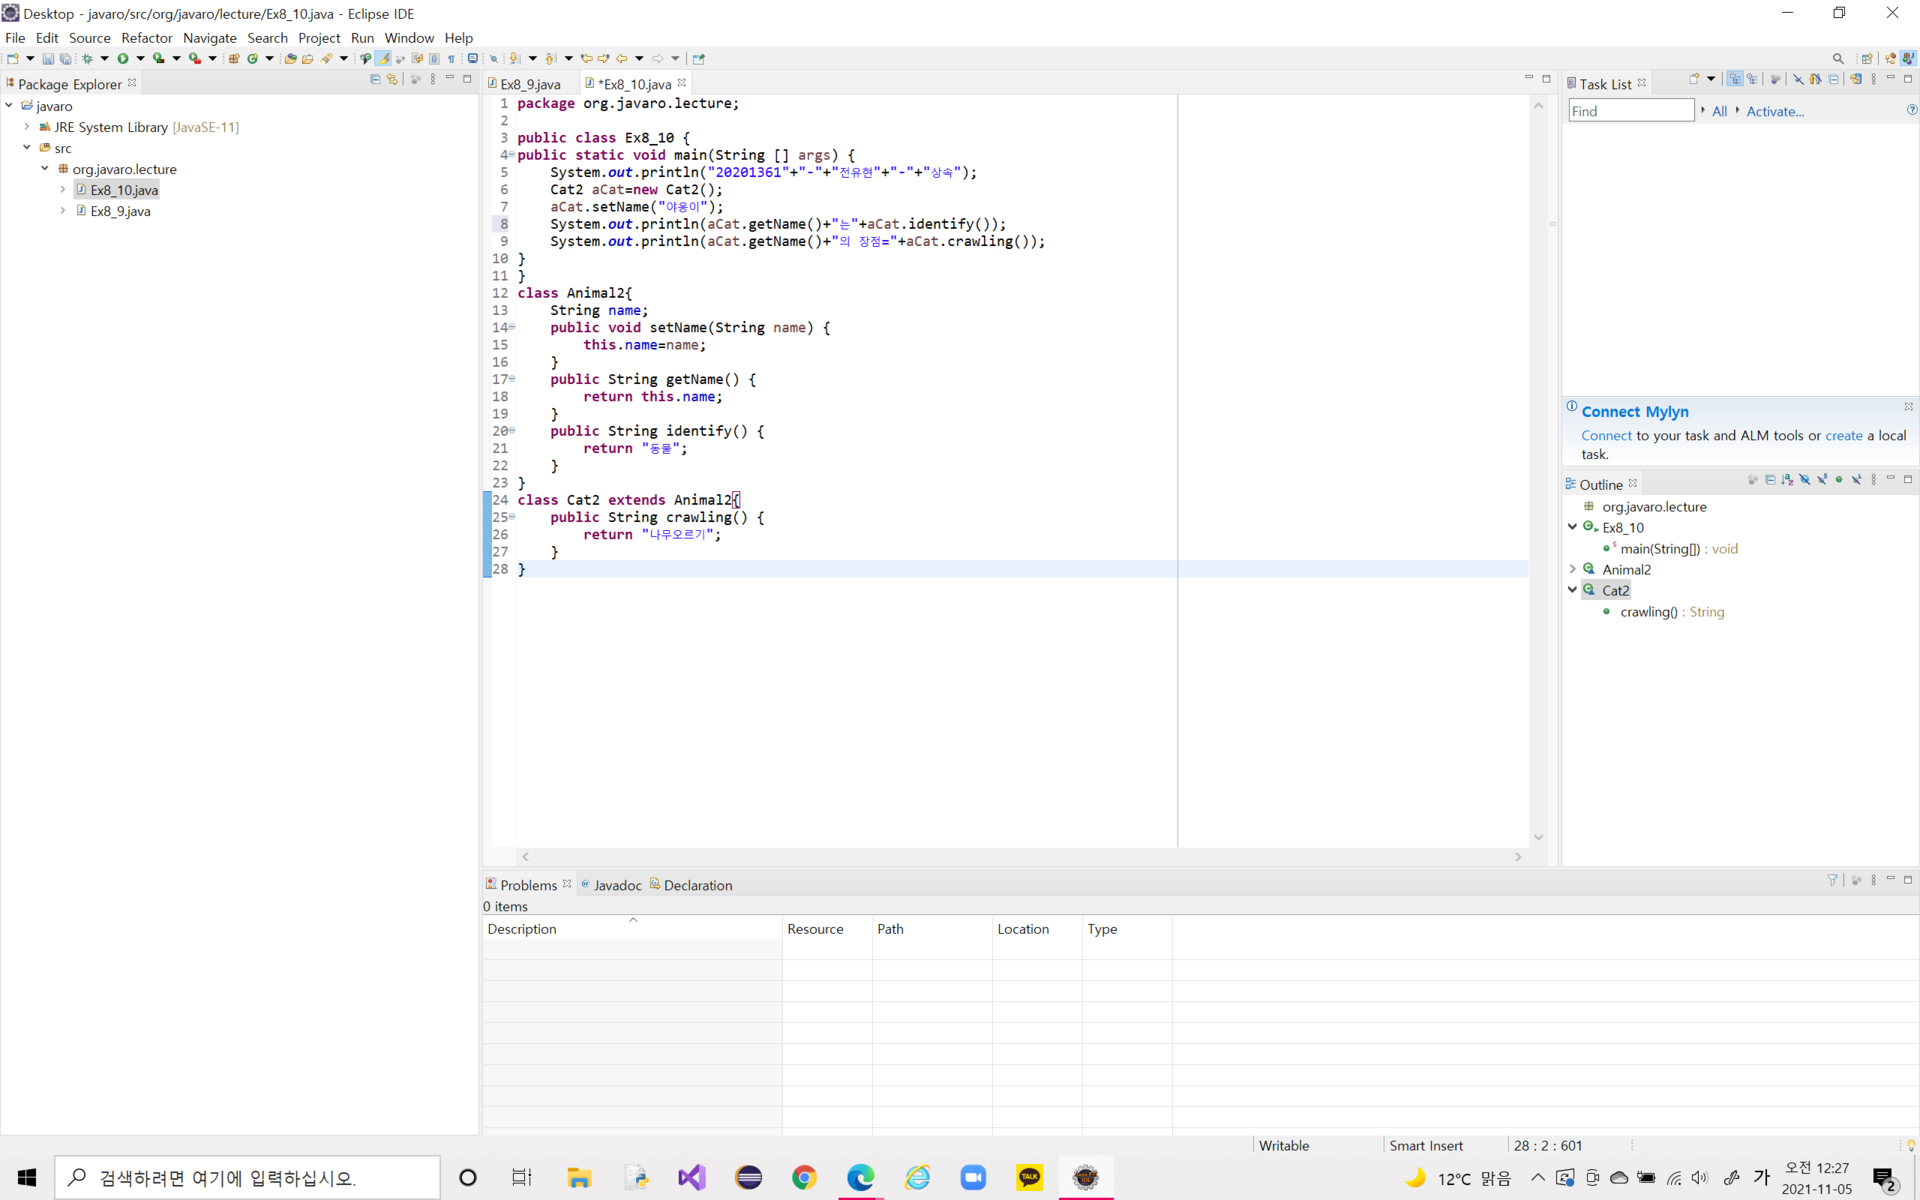 Desktop - javaro/src/org/javaro/lecture/Ex8_10.java - Eclipse IDE
File Edit Source Refactor Navigate Search Project Run Window Help
Package Explorer
javaro
JRE System Library [JavaSE-11]
src
org.javaro.lecture
Ex8_10.java
Ex8_9.java
Ex8_9.java *Ex8_10.java
1 package org.javaro.lecture;
2
3 public class Ex8_10 {
4 public static void main(String [] args) {
5 System.out.println("20201361"+"-"+"전유현"+"-"+"상속");
6 Cat2 aCat=new Cat2();
7 aCat.setName("야옹이");
8 System.out.println(aCat.getName()+"는"+aCat.identify());
9 System.out.println(aCat.getName()+"의 장점="+aCat.crawling());
10 }
11 }
12 class Animal2{
13 String name;
14 public void setName(String name) {
15 this.name=name;
16 }
17 public String getName() {
18 return this.name;
19 }
20 public String identify() {
21 return "동물";
22 }
23 }
24 class Cat2 extends Animal2{
25 public String crawling() {
26 return "나무오르기";
27 }
28 }
Task List
Find All Activate...
Connect Mylyn
Connect to your task and ALM tools or create a local
task.
Outline
org.javaro.lecture
Ex8_10
main(String[]) : void
Animal2
Cat2
crawling() : String
Problems Javadoc Declaration
0 items
Description Resource Path Location Type
Writable Smart Insert 28 : 2 : 601
검색하려면 여기에 입력하십시오.
TALK
12°C 맑음
가
오전 12:27
2021-11-05
2